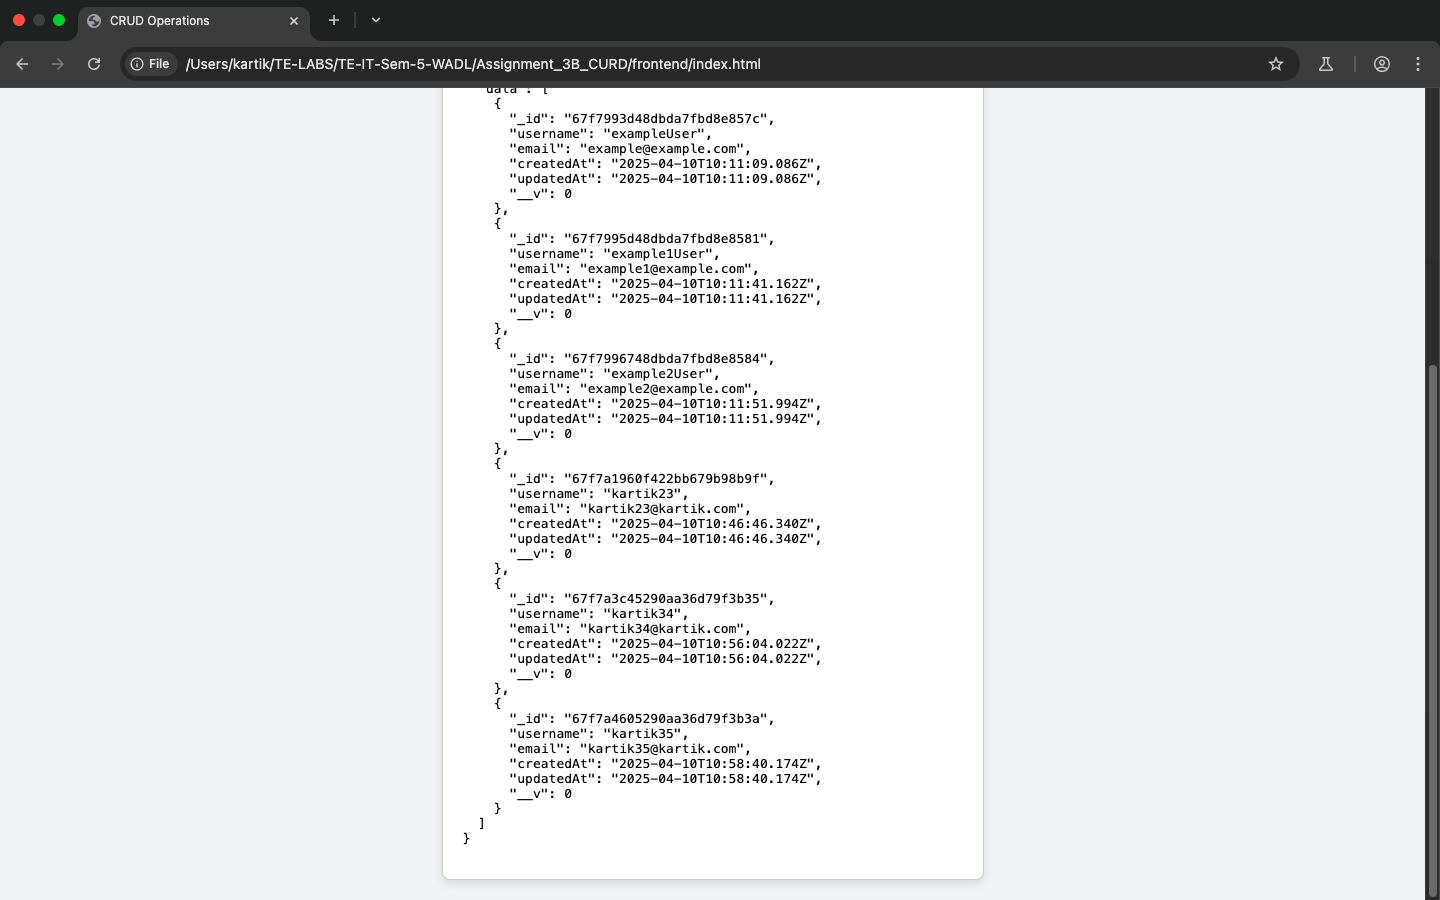 CRUD Operations
File
/Users/kartik/TE-LABS/TE-IT-Sem-5-WADL/Assignment_3B_CURD/frontend/index.html
"data": [
{
"_id": "67f7993d48dbda7fbd8e857c",
"username": "exampleUser",
"email": "example@example.com",
"createdAt": "2025-04-10T10:11:09.086Z",
"updatedAt": "2025-04-10T10:11:09.086Z",
"__v": 0
},
{
"_id": "67f7995d48dbda7fbd8e8581",
"username": "example1User",
"email": "example1@example.com",
"createdAt": "2025-04-10T10:11:41.162Z",
"updatedAt": "2025-04-10T10:11:41.162Z",
"__v": 0
},
{
"_id": "67f7996748dbda7fbd8e8584",
"username": "example2User",
"email": "example2@example.com",
"createdAt": "2025-04-10T10:11:51.994Z",
"updatedAt": "2025-04-10T10:11:51.994Z",
"__v": 0
},
{
"_id": "67f7a1960f422bb679b98b9f",
"username": "kartik23",
"email": "kartik23@kartik.com",
"createdAt": "2025-04-10T10:46:46.340Z",
"updatedAt": "2025-04-10T10:46:46.340Z",
"__v": 0
},
{
"_id": "67f7a3c45290aa36d79f3b35",
"username": "kartik34",
"email": "kartik34@kartik.com",
"createdAt": "2025-04-10T10:56:04.022Z",
"updatedAt": "2025-04-10T10:56:04.022Z",
"__v": 0
},
{
"_id": "67f7a4605290aa36d79f3b3a",
"username": "kartik35",
"email": "kartik35@kartik.com",
"createdAt": "2025-04-10T10:58:40.174Z",
"updatedAt": "2025-04-10T10:58:40.174Z",
"__v": 0
}
]
}